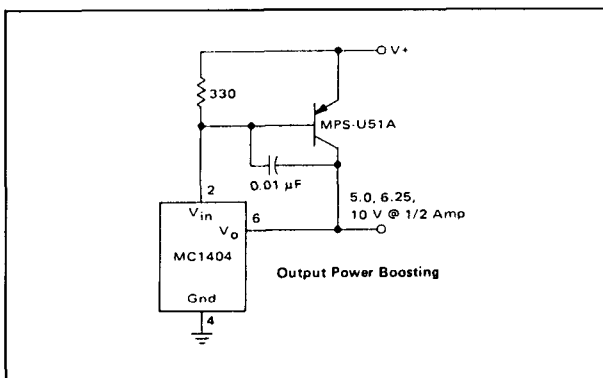 V+
330
MPS-U51A
0.01 µF
2
5.0, 6.25,
10 V @ 1/2 Amp
Vin
6
Vo
MC1404
Output Power Boosting
Gnd
4